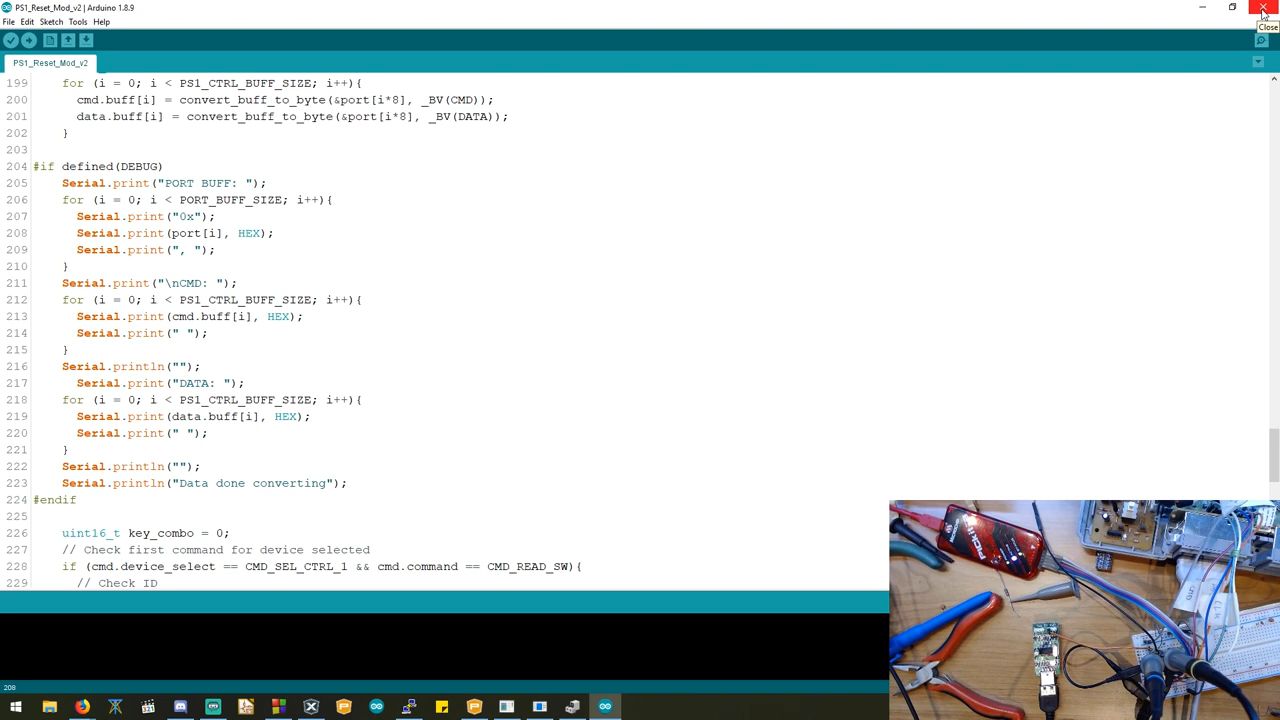 PS1_Reset_Mod_v2 | Arduino 1.8.9
File Edit Sketch Tools Help
Close
PS1_Reset_Mod_v2
199 for (i = 0; i < PS1_CTRL_BUFF_SIZE; i++){
200 cmd.buff[i] = convert_buff_to_byte(&port[i*8], _BV(CMD));
201 data.buff[i] = convert_buff_to_byte(&port[i*8], _BV(DATA));
202 }
203
204 #if defined(DEBUG)
205 Serial.print("PORT BUFF: ");
206 for (i = 0; i < PORT_BUFF_SIZE; i++){
207 Serial.print("0x");
208 Serial.print(port[i], HEX);
209 Serial.print(", ");
210 }
211 Serial.print("\nCMD: ");
212 for (i = 0; i < PS1_CTRL_BUFF_SIZE; i++){
213 Serial.print(cmd.buff[i], HEX);
214 Serial.print(" ");
215 }
216 Serial.println("");
217 Serial.print("DATA: ");
218 for (i = 0; i < PS1_CTRL_BUFF_SIZE; i++){
219 Serial.print(data.buff[i], HEX);
220 Serial.print(" ");
221 }
222 Serial.println("");
223 Serial.println("Data done converting");
224 #endif
225
226 uint16_t key_combo = 0;
227 // Check first command for device selected
228 if (cmd.device_select == CMD_SEL_CTRL_1 && cmd.command == CMD_READ_SW){
229 // Check ID
208